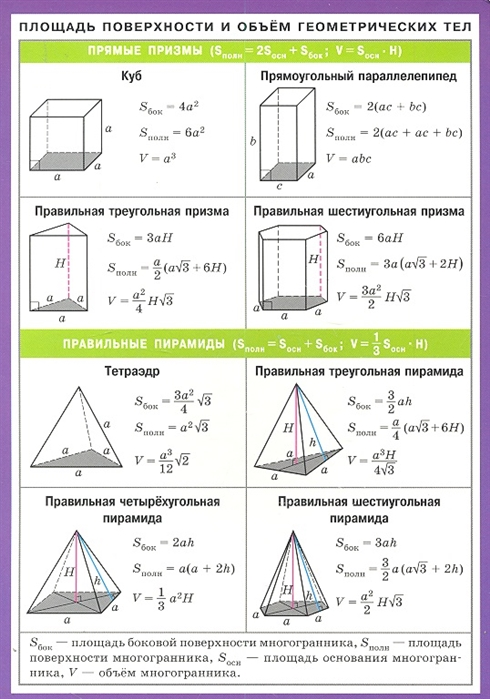 ПЛОЩАДЬ ПОВЕРХНОСТИ И ОБЪЁМ ГЕОМЕТРИЧЕСКИХ ТЕЛ
ПРЯМЫЕ ПРИЗМЫ (Sполн = 2Sосн + Sбок; V = Sосн · H)
Куб
Sбок = 4a²
Sполн = 6a²
V = a³
a
a
a
Прямоугольный параллелепипед
Sбок = 2(ac + bc)
Sполн = 2(ac + ac + bc)
V = abc
b
c
a
Правильная треугольная призма
Sбок = 3aH
Sполн = a/2 (a√3 + 6H)
V = a²/4 H√3
H
a
a
a
Правильная шестиугольная призма
Sбок = 6aH
Sполн = 3a(a√3 + 2H)
V = 3a²/2 H√3
H
a
a
ПРАВИЛЬНЫЕ ПИРАМИДЫ (Sполн = Sосн + Sбок; V = 1/3 Sосн · H)
Тетраэдр
Sбок = 3a²/4 √3
Sполн = a²√3
V = a³/12 √2
a
a
a
Правильная треугольная пирамида
Sбок = 3/2 ah
Sполн = a/4 (a√3 + 6H)
V = a²H/4√3
H
h
a
a
a
Правильная четырёхугольная
пирамида
Sбок = 2ah
Sполн = a(a + 2h)
V = 1/3 a²H
H
h
a
a
Правильная шестиугольная
пирамида
Sбок = 3ah
Sполн = 3/2 a(a√3 + 2h)
V = a²/2 H√3
H
h
a
a
Sбок — площадь боковой поверхности многогранника, Sполн — площадь
поверхности многогранника, Sосн — площадь основания многогран-
ника, V — объём многогранника.